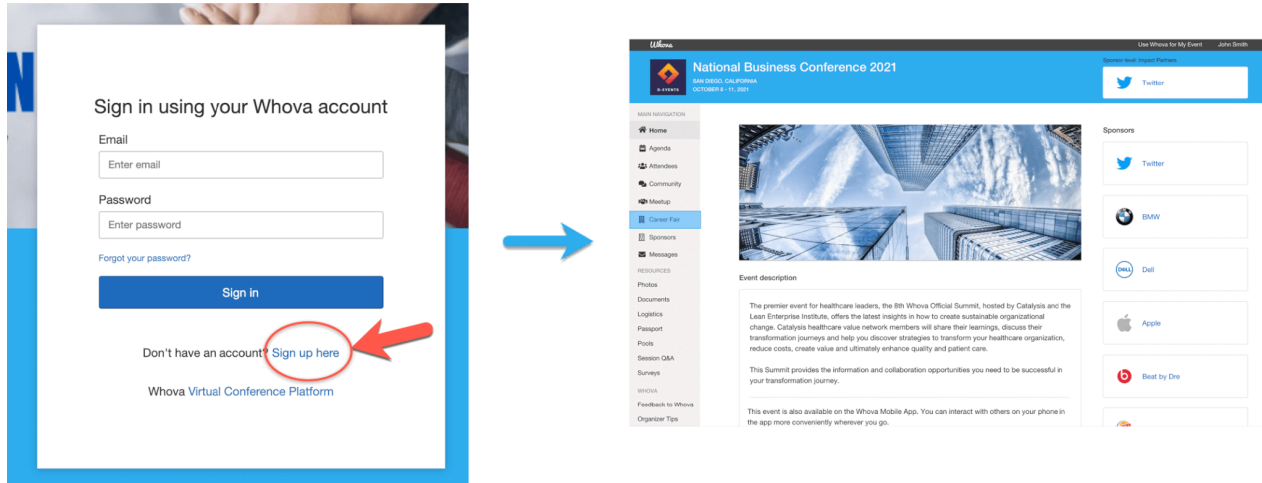 N
Sign in using your Whova account
Email
Enter email
Password
Enter password
Forgot your password?
Sign in
Don't have an account? Sign up here
Whova Virtual Conference Platform
Whova
Use Whova for My Event
John Smith
G-EVENTS
National Business Conference 2021
SAN DIEGO, CALIFORNIA
OCTOBER 8 - 11, 2021
Sponsor level: Impact Partners
Twitter
MAIN NAVIGATION
Home
Agenda
Attendees
Community
Meetup
Career Fair
Sponsors
Messages
RESOURCES
Photos
Documents
Logistics
Passport
Pools
Session Q&A
Surveys
WHOVA
Feedback to Whova
Organizer Tips
Event description
The premier event for healthcare leaders, the 8th Whova Official Summit, hosted by Catalysis and the
Lean Enterprise Institute, offers the latest insights in how to create sustainable organizational
change. Catalysis healthcare value network members will share their learnings, discuss their
transformation journeys and help you discover strategies to transform your healthcare organization,
reduce costs, create value and ultimately enhance quality and patient care.
This Summit provides the information and collaboration opportunities you need to be successful in
your transformation journey.
This event is also available on the Whova Mobile App. You can interact with others on your phone in
the app more conveniently wherever you go.
Sponsors
Twitter
BMW
DELL
Dell
Apple
Beat by Dre